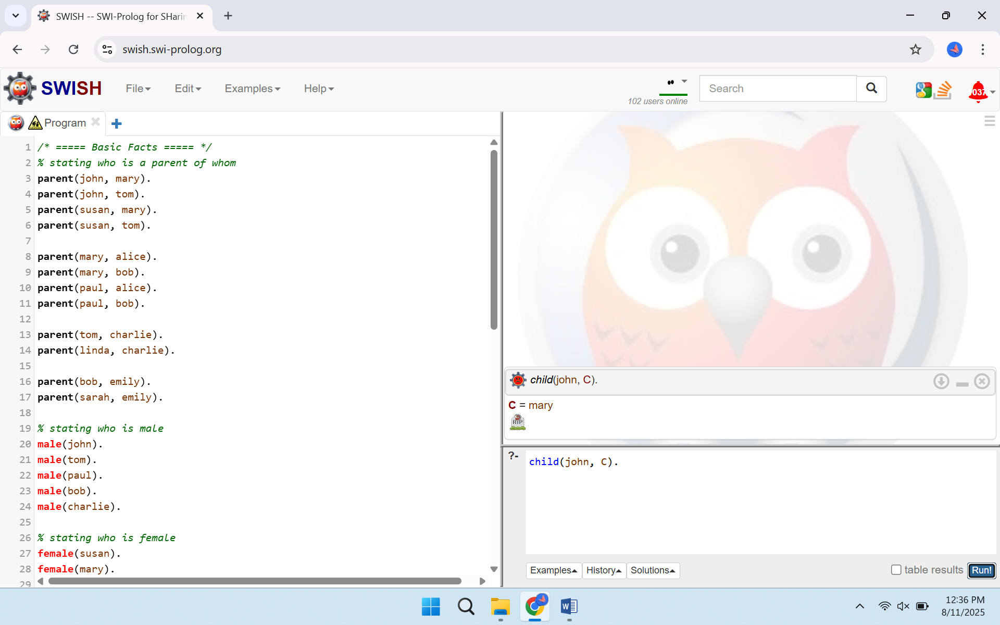 SWISH -- SWI-Prolog for SHarin
swish.swi-prolog.org
SWISH
File
Edit
Examples
Help
102 users online
Search
037
Program
1 /* ===== Basic Facts ===== */
2 % stating who is a parent of whom
3 parent(john, mary).
4 parent(john, tom).
5 parent(susan, mary).
6 parent(susan, tom).
7
8 parent(mary, alice).
9 parent(mary, bob).
10 parent(paul, alice).
11 parent(paul, bob).
12
13 parent(tom, charlie).
14 parent(linda, charlie).
15
16 parent(bob, emily).
17 parent(sarah, emily).
18
19 % stating who is male
20 male(john).
21 male(tom).
22 male(paul).
23 male(bob).
24 male(charlie).
25
26 % stating who is female
27 female(susan).
28 female(mary).
29
child(john, C).
C = mary
RIP
?- child(john, C).
Examples History Solutions
table results Run!
W
12:36 PM
8/11/2025